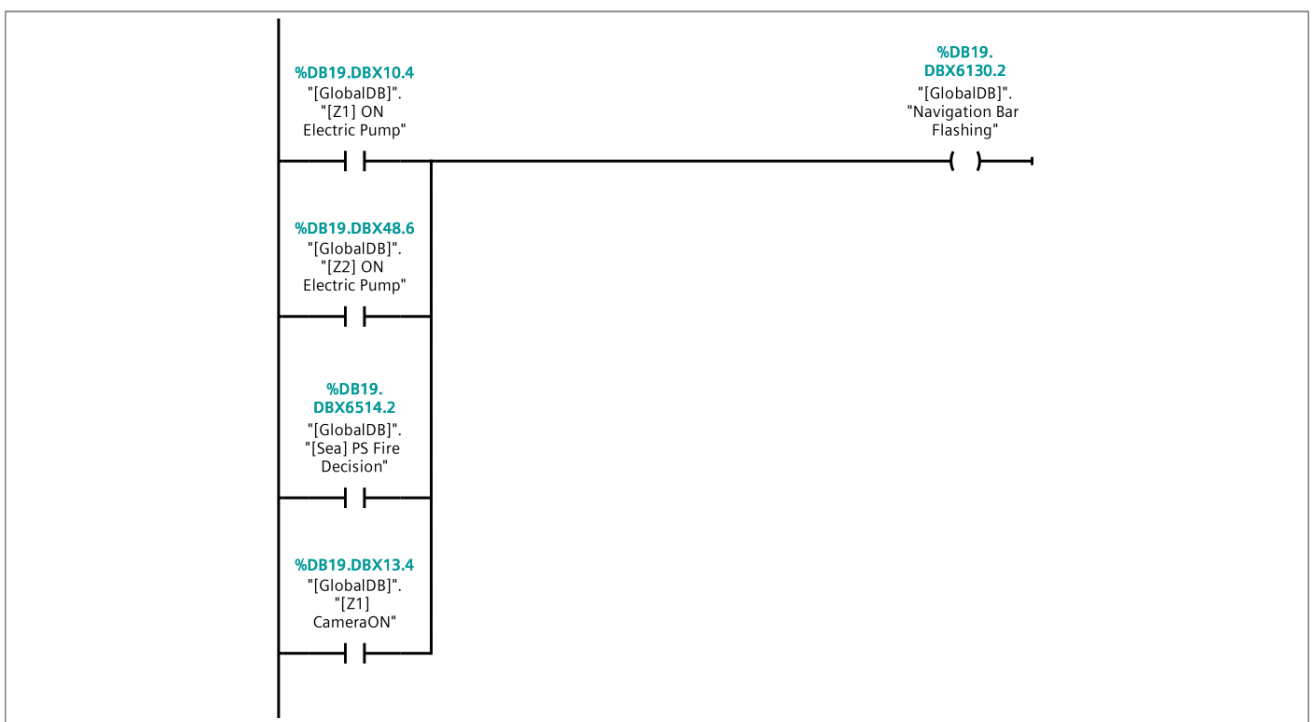 %DB19.DBX10.4
"[GlobalDB]".
"[Z1] ON
Electric Pump"
%DB19.
DBX6130.2
"[GlobalDB]".
"Navigation Bar
Flashing"
%DB19.DBX48.6
"[GlobalDB]".
"[Z2] ON
Electric Pump"
%DB19.
DBX6514.2
"[GlobalDB]".
"[Sea] PS Fire
Decision"
%DB19.DBX13.4
"[GlobalDB]".
"[Z1]
CameraON"